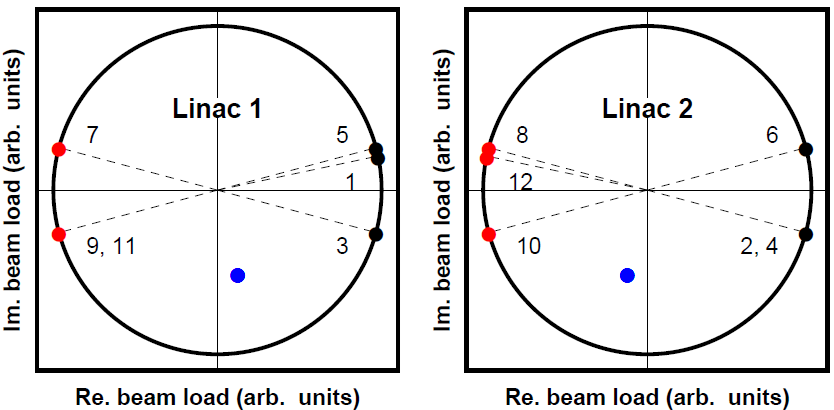 Im. beam load (arb. units)
Linac 1
7
5
1
9, 11
3
Re. beam load (arb. units)
Im. beam load (arb. units)
Linac 2
8
6
12
10
2, 4
Re. beam load (arb. units)